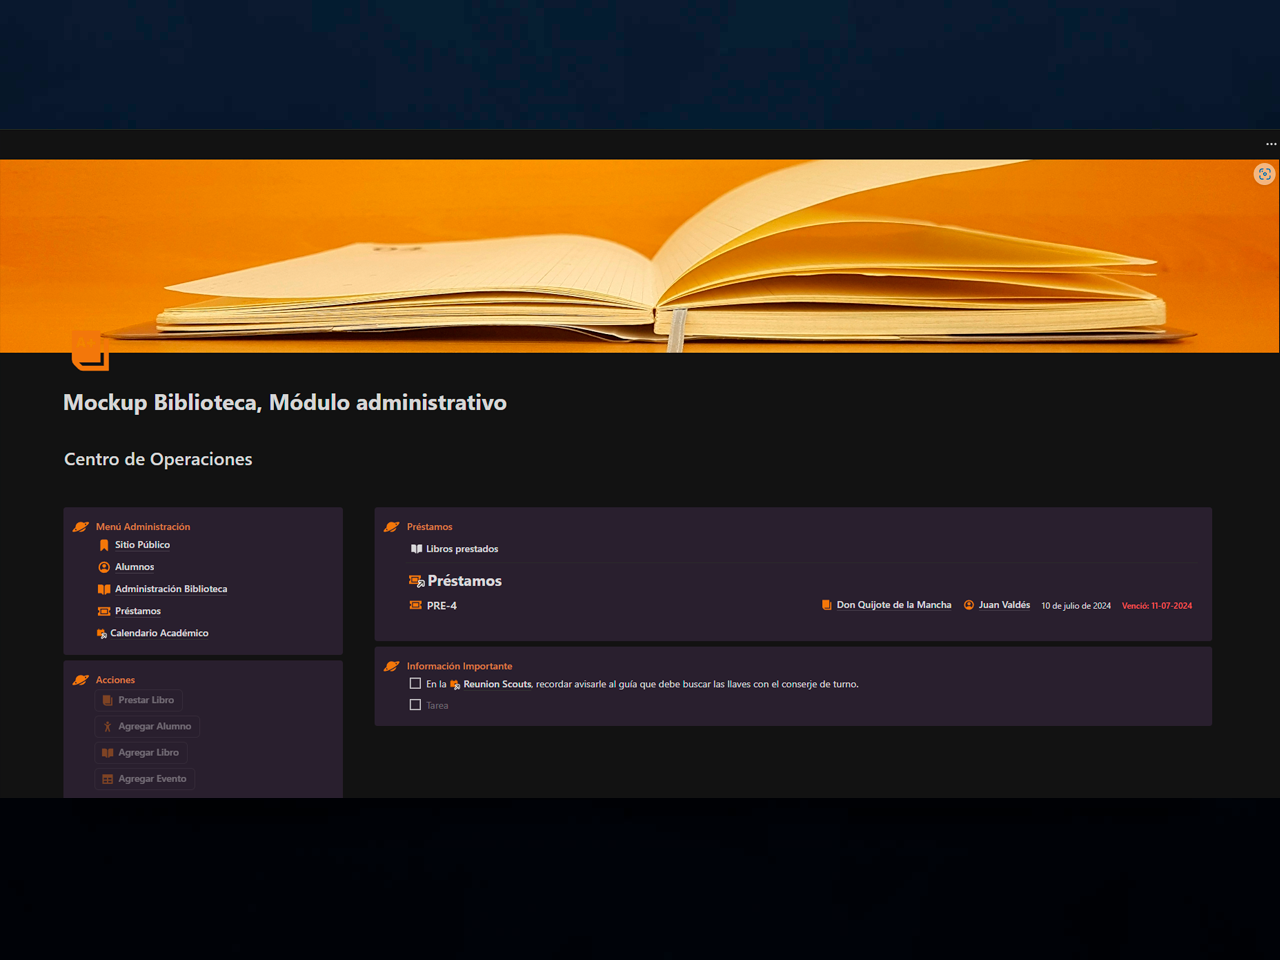 Mockup Biblioteca, Módulo administrativo
Centro de Operaciones
Menú Administración
Sitio Público
Alumnos
Administración Biblioteca
Préstamos
Calendario Académico
Acciones
Prestar Libro
Agregar Alumno
Agregar Libro
Agregar Evento
Préstamos
Libros prestados
Préstamos
PRE-4 Don Quijote de la Mancha Juan Valdés 10 de julio de 2024 Venció: 11-07-2024
Información Importante
En la Reunion Scouts, recordar avisarle al guía que debe buscar las llaves con el conserje de turno.
Tarea